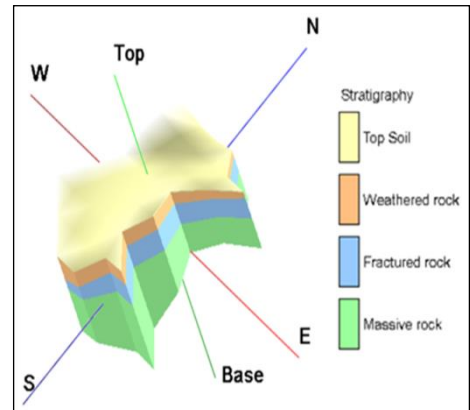 N
Top
W
Stratigraphy
Top Soil
Weathered rock
Fractured rock
Massive rock
E
Base
S